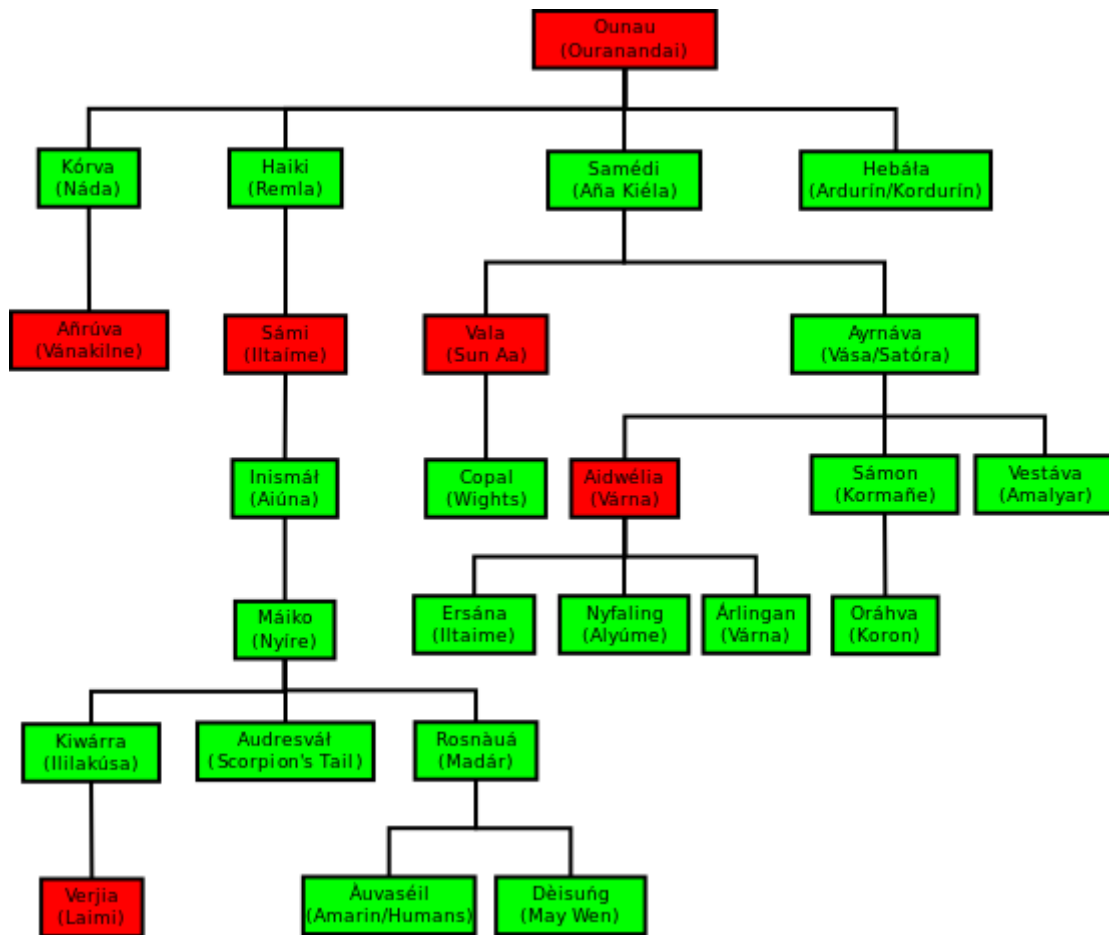 Ounau
(Ouranandai)
Kórva
(Náda)
Haiki
(Remla)
Samédi
(Aña Kiéla)
Hebáła
(Ardurín/Kordurín)
Añrúva
(Vánakilne)
Sámi
(Iltaíme)
Vala
(Sun Aa)
Ayrnáva
(Vása/Satóra)
Inismáł
(Aiúna)
Copal
(Wights)
Aidwélia
(Várna)
Sámon
(Kormañe)
Vestáva
(Amalyar)
Máiko
(Nyíre)
Ersána
(Iltaime)
Nyfaling
(Alyúme)
Árlingan
(Várna)
Oráhva
(Koron)
Kiwárra
(Ililakúsa)
Audresváł
(Scorpion's Tail)
Rosnàuá
(Madár)
Verjia
(Laimi)
Àuvaséil
(Amarin/Humans)
Dèisuńg
(May Wen)